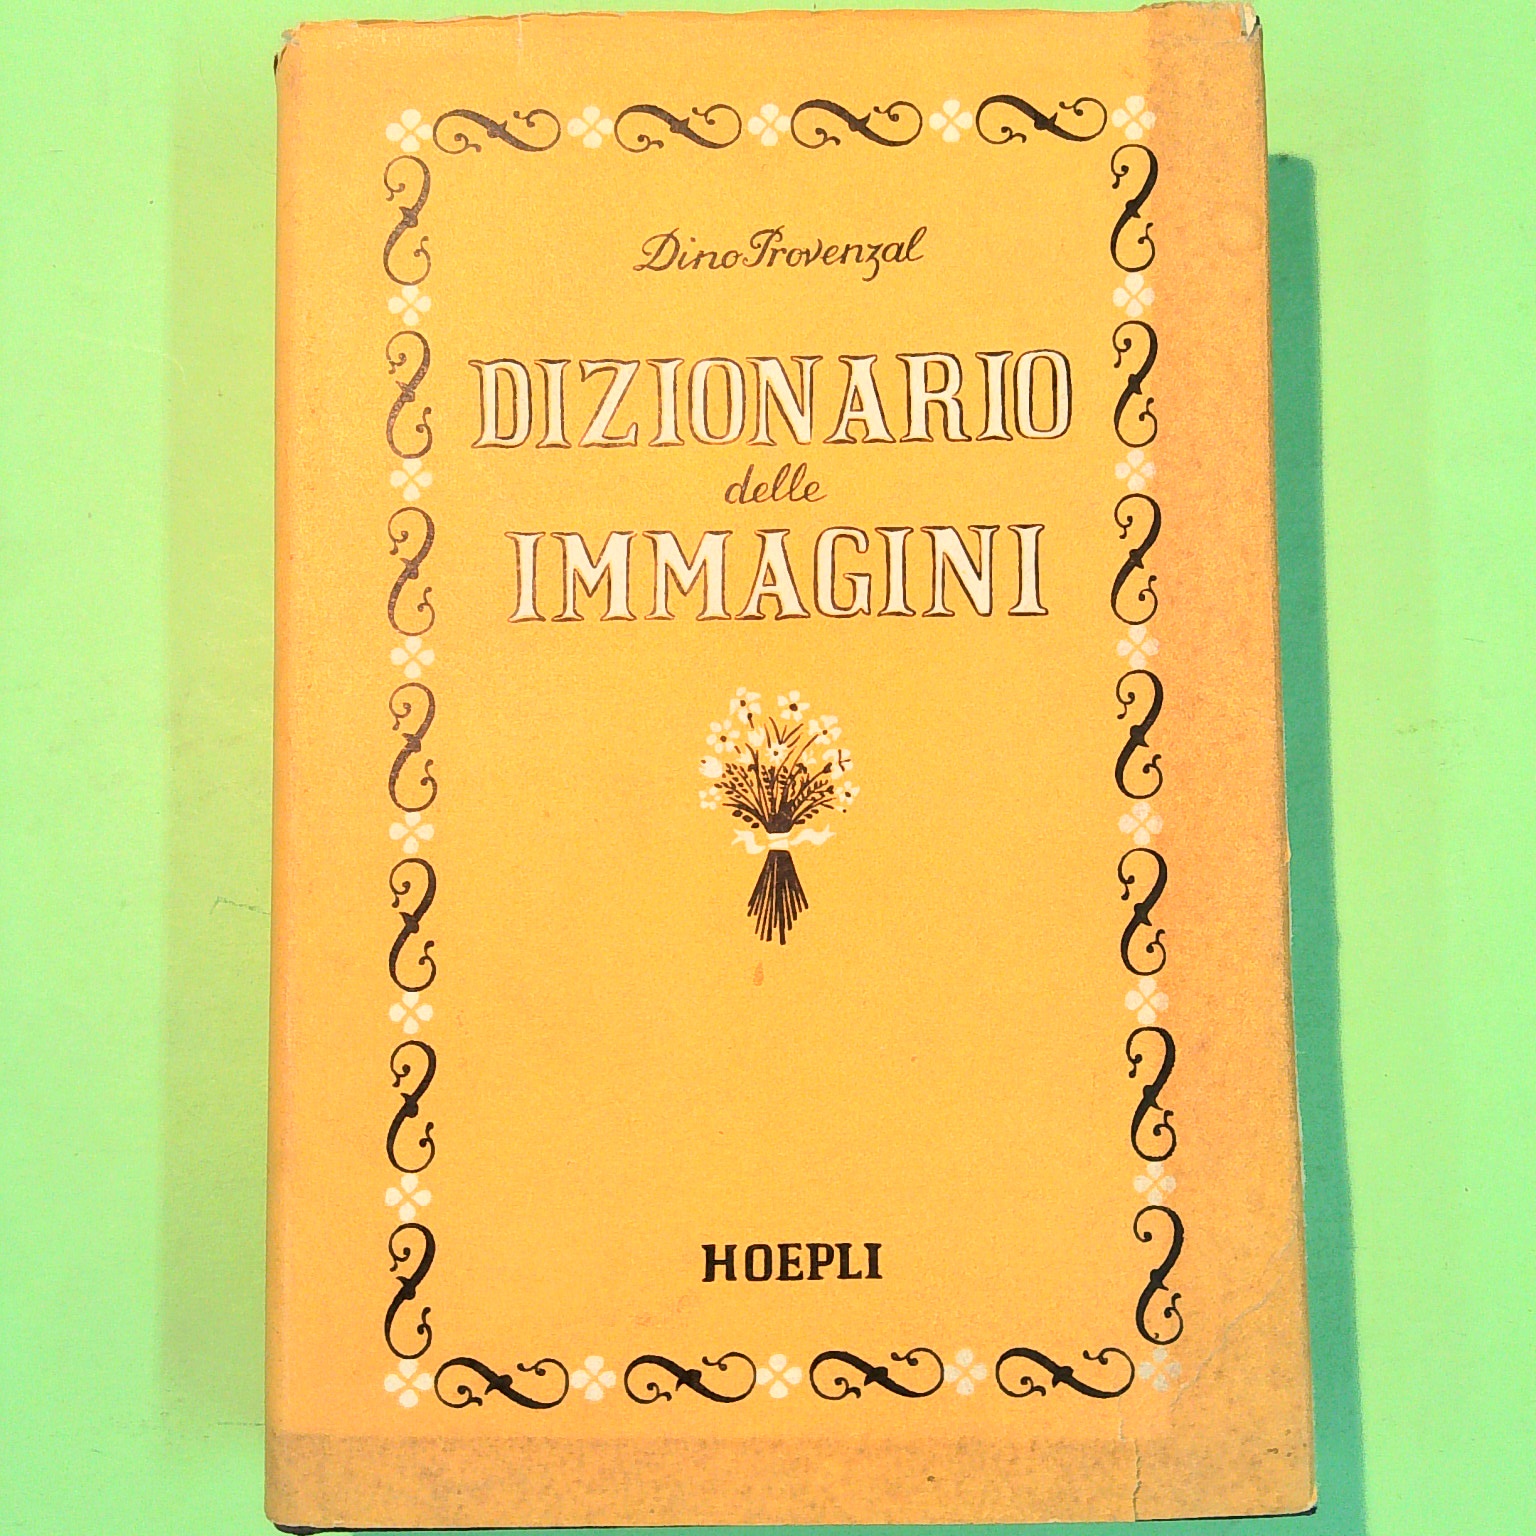 Dino Provenzal
DIZIONARIO
delle
IMMAGINI
HOEPLI